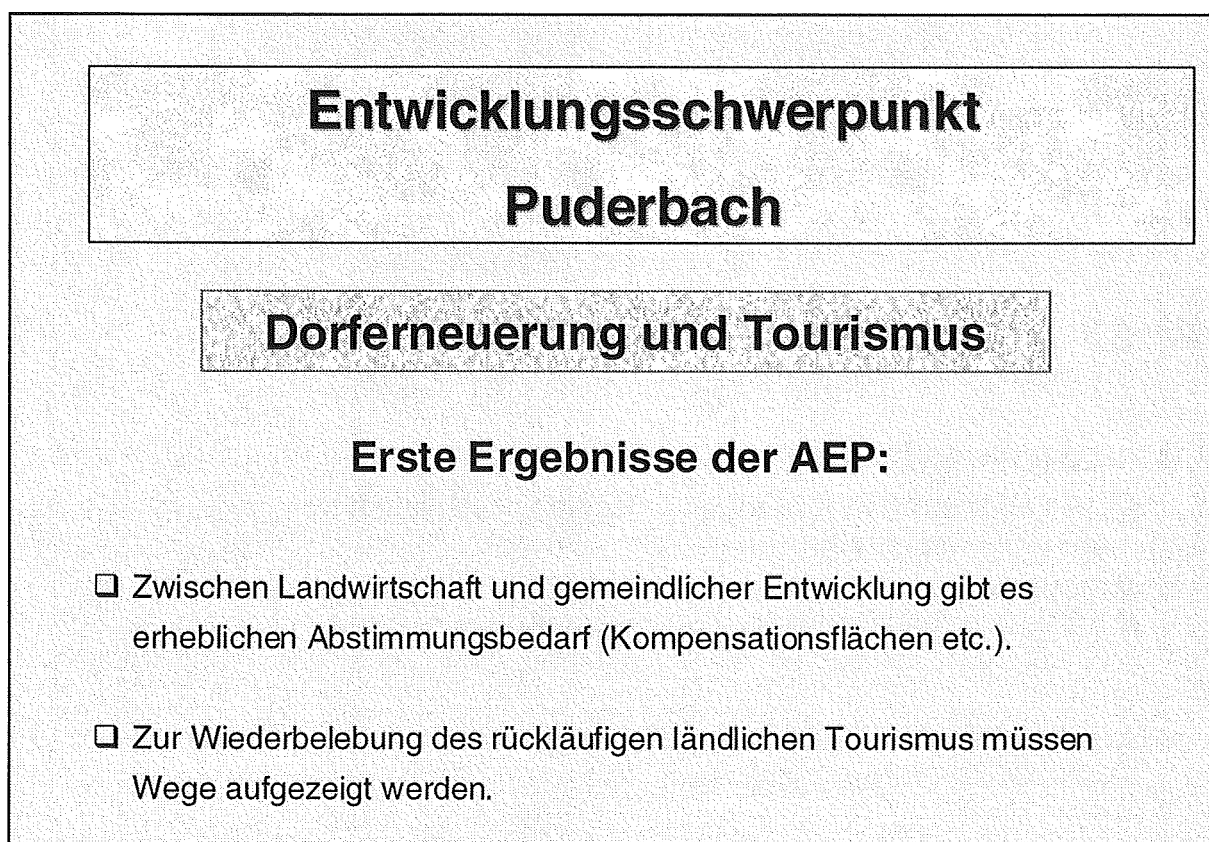 Entwicklungsschwerpunkt
Puderbach
Dorferneuerung und Tourismus
Erste Ergebnisse der AEP:
❑ Zwischen Landwirtschaft und gemeindlicher Entwicklung gibt es
erheblichen Abstimmungsbedarf (Kompensationsflächen etc.).
❑ Zur Wiederbelebung des rückläufigen ländlichen Tourismus müssen
Wege aufgezeigt werden.